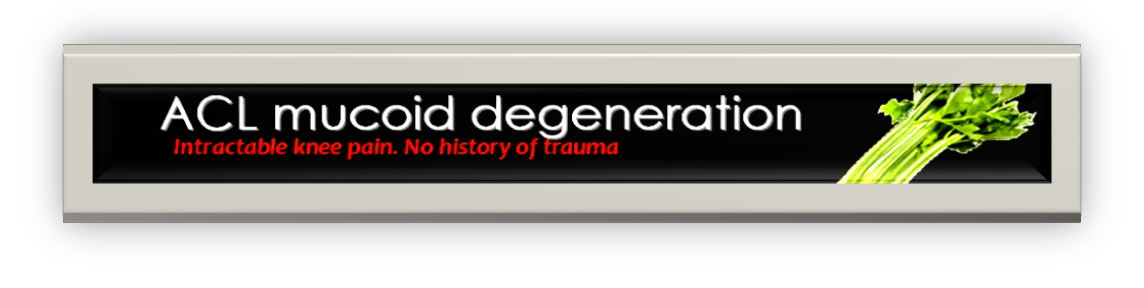 ACL mucoid degeneration
Intractable knee pain. No history of trauma